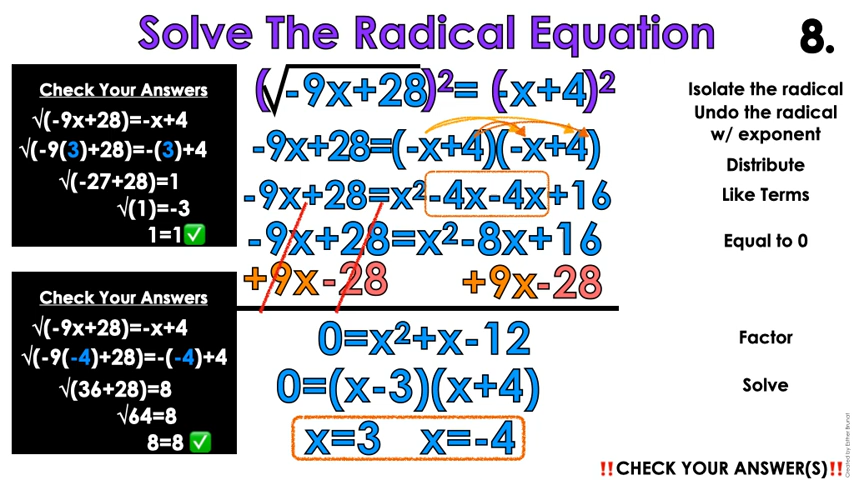 Solve The Radical Equation
8.
Check Your Answers
√(-9x+28)=-x+4
√(-9(3)+28)=-(3)+4
√(-27+28)=1
√(1)=-3
1=1✅
Check Your Answers
√(-9x+28)=-x+4
√(-9(-4)+28)=-(-4)+4
√(36+28)=8
√64=8
8=8 ✅
(√-9x+28)²= (-x+4)²
-9x+28=(-x+4)(-x+4)
-9x+28=x²-4x-4x+16
-9x+28=x²-8x+16
+9x-28 +9x-28
0=x²+x-12
0=(x-3)(x+4)
x=3 x=-4
Isolate the radical
Undo the radical
w/ exponent
Distribute
Like Terms
Equal to 0
Factor
Solve
‼️CHECK YOUR ANSWER(S)‼️
Created by Esther Brunat